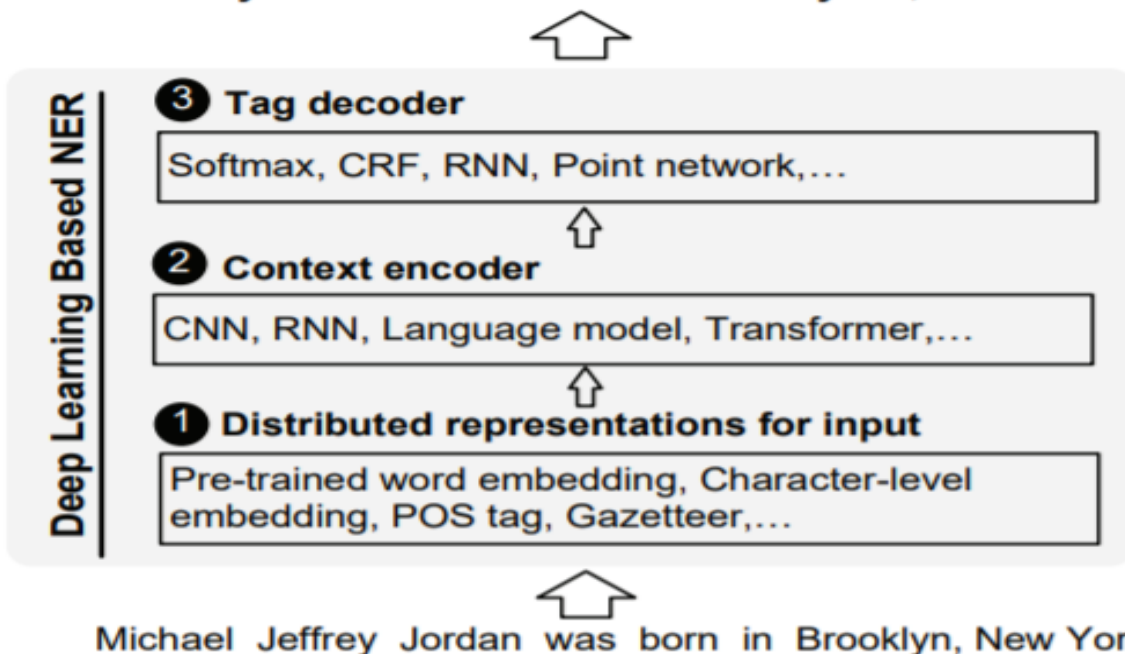 Deep Learning Based NER
3 Tag decoder
Softmax, CRF, RNN, Point network,...
2 Context encoder
CNN, RNN, Language model, Transformer,...
1 Distributed representations for input
Pre-trained word embedding, Character-level
embedding, POS tag, Gazetteer,...
Michael Jeffrey Jordan was born in Brooklyn, New Yor